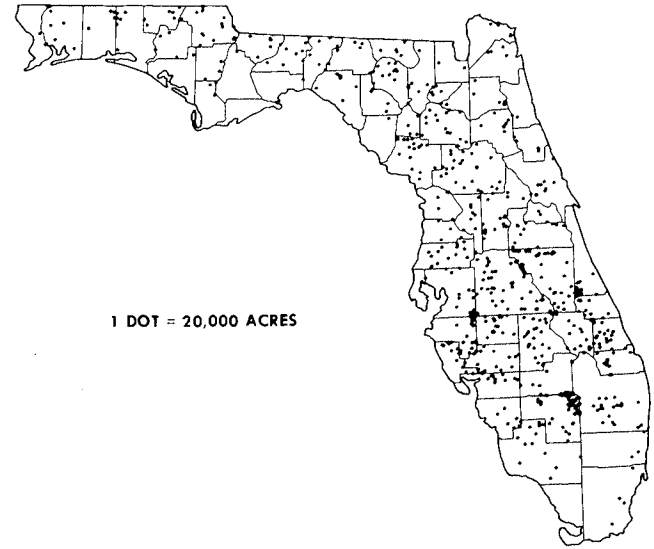 1 DOT = 20,000 ACRES